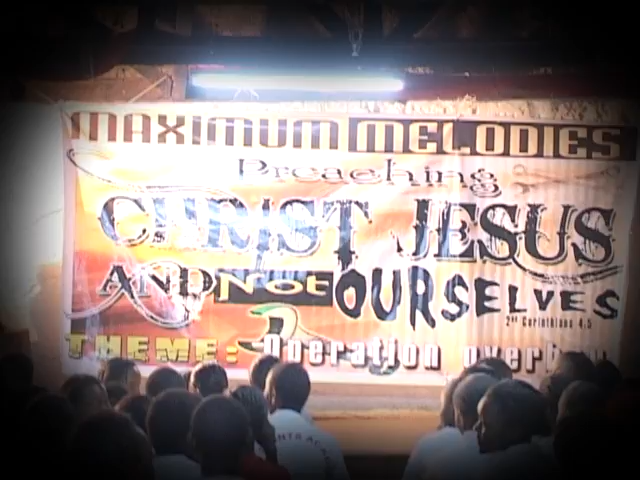 MAXIMUM MELODIES
Preaching
CHRIST JESUS
AND Not OURSELVES
2nd Corinthians 4:5
THEME: Operation